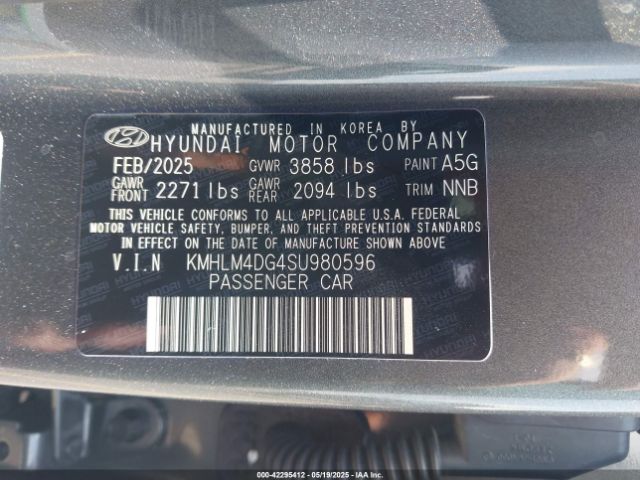 MANUFACTURED IN KOREA BY
HYUNDAI MOTOR COMPANY
FEB/2025 GVWR 3858 lbs PAINT A5G
GAWR FRONT 2271 lbs GAWR REAR 2094 lbs TRIM NNB
THIS VEHICLE CONFORMS TO ALL APPLICABLE U.S.A. FEDERAL
MOTOR VEHICLE SAFETY, BUMPER, AND THEFT PREVENTION STANDARDS
IN EFFECT ON THE DATE OF MANUFACTURE SHOWN ABOVE
V.I.N KMHLM4DG4SU980596
PASSENGER CAR
000-42295412 - 05/19/2025 - IAAI.COM